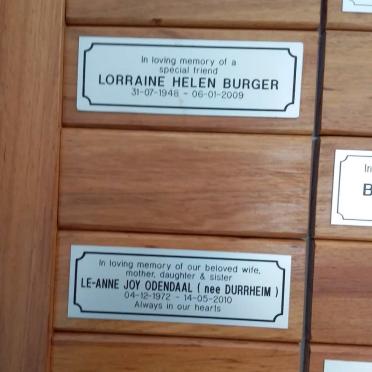 In loving memory of a
special friend
LORRAINE HELEN BURGER
31-07-1948 - 06-01-2009
In
B
In loving memory of our beloved wife,
mother, daughter & sister
LE-ANNE JOY ODENDAAL ( nee DURRHEIM )
04-12-1972 - 14-05-2010
Always in our hearts